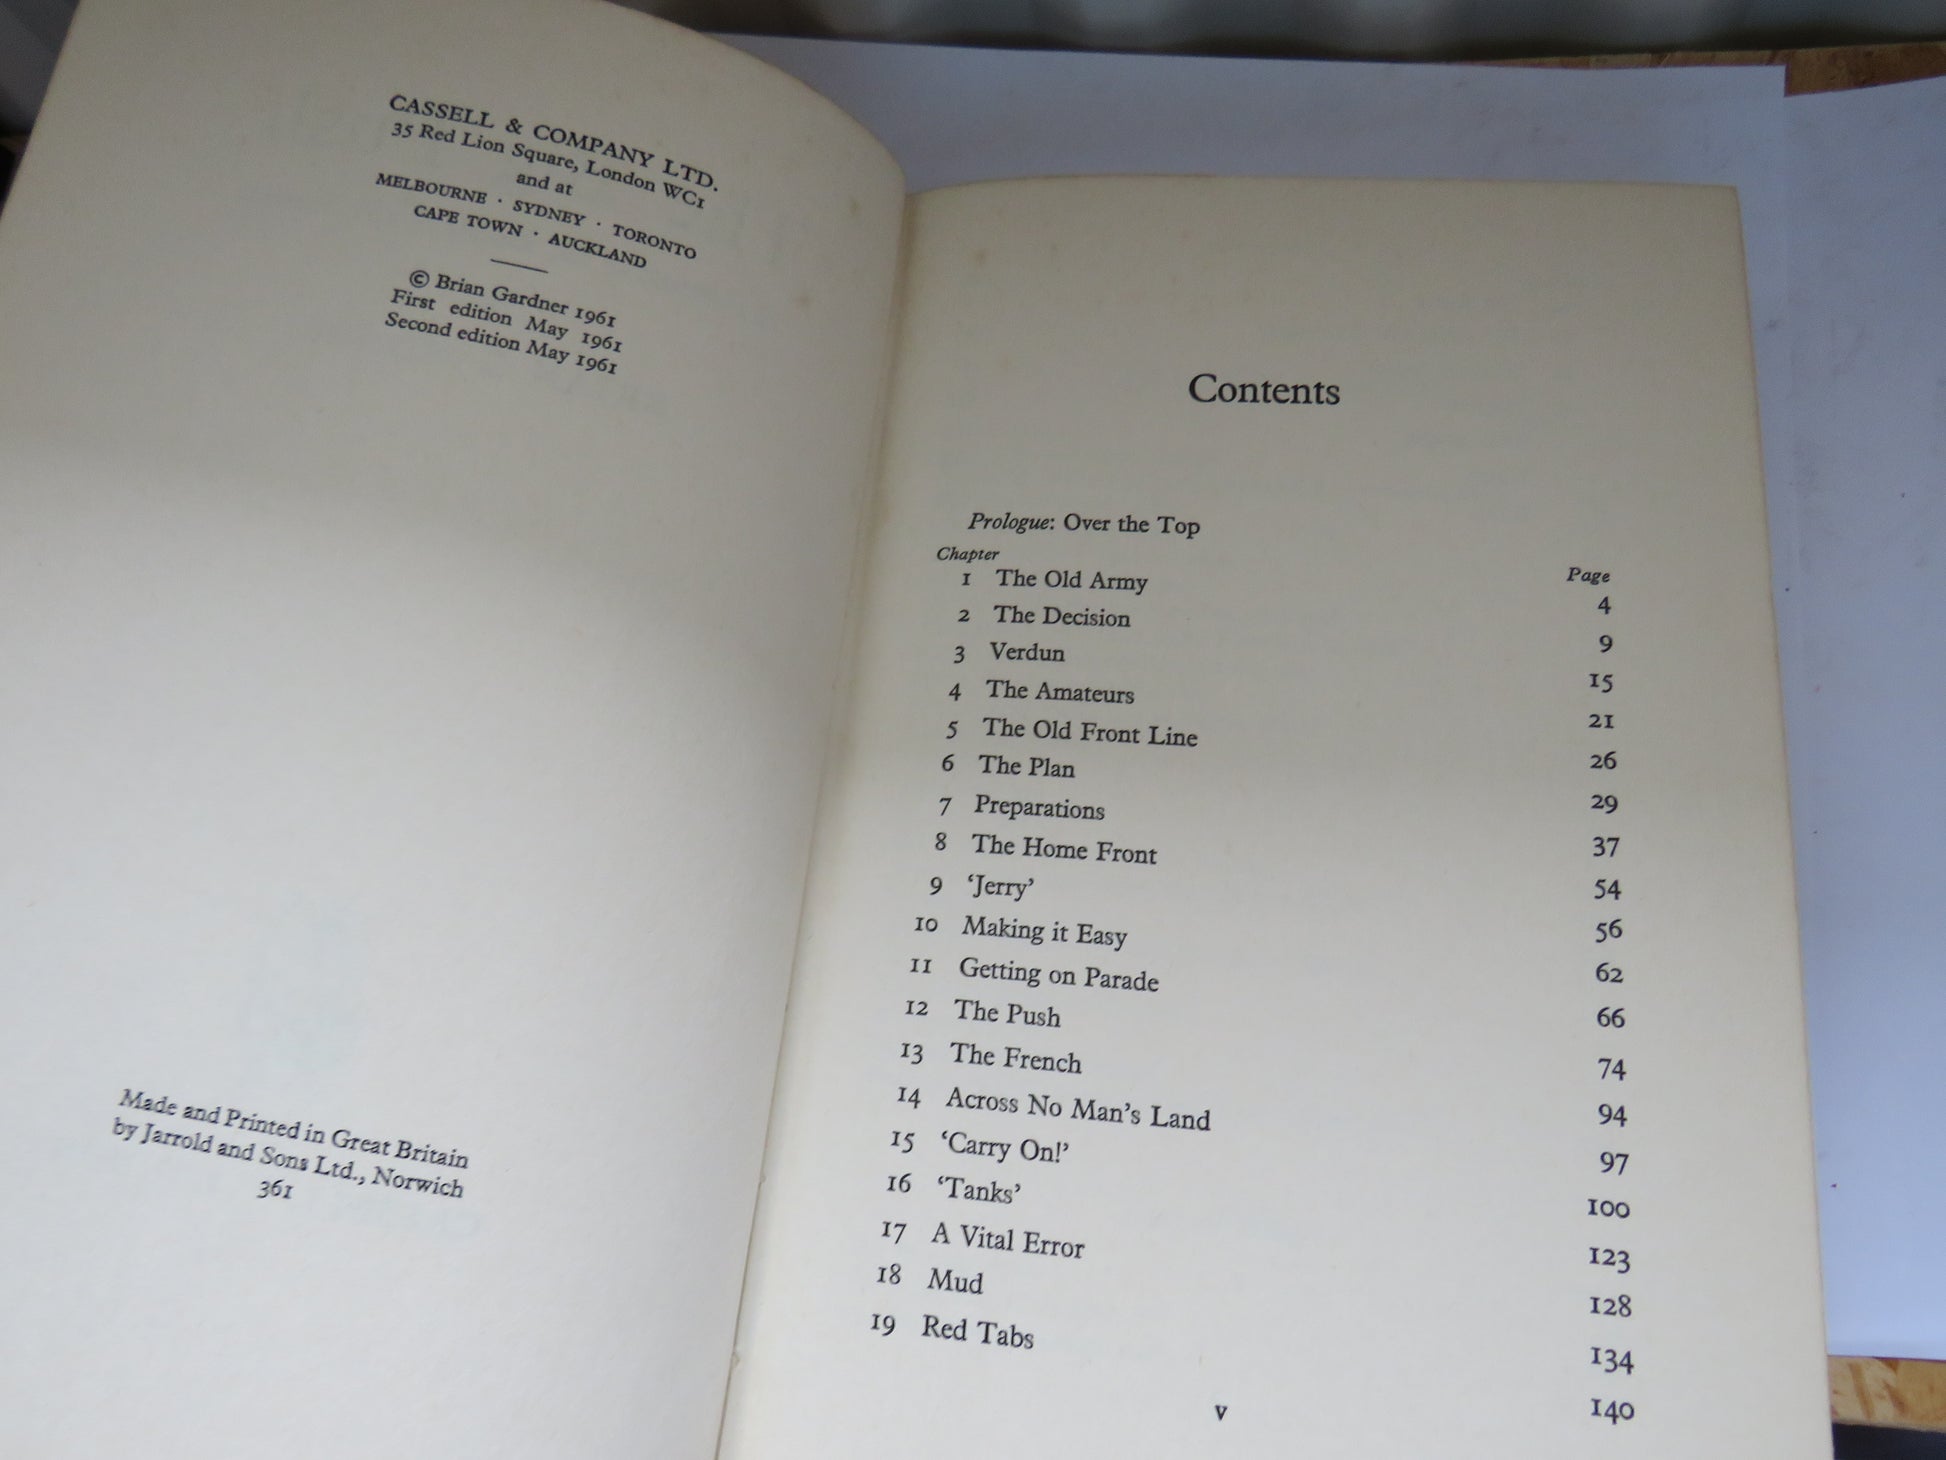 CASSELL & COMPANY LTD.
35 Red Lion Square, London WC1
and at
MELBOURNE · SYDNEY · TORONTO
CAPE TOWN · AUCKLAND
© Brian Gardner 1961
First edition May 1961
Second edition May 1961
Made and Printed in Great Britain
by Jarrold and Sons Ltd., Norwich
361
Contents
Prologue: Over the Top
Chapter Page
1 The Old Army 4
2 The Decision 9
3 Verdun 15
4 The Amateurs 21
5 The Old Front Line 26
6 The Plan 29
7 Preparations 37
8 The Home Front 54
9 ‘Jerry’ 56
10 Making it Easy 62
11 Getting on Parade 66
12 The Push 74
13 The French 94
14 Across No Man's Land 97
15 ‘Carry On!’ 100
16 ‘Tanks’ 123
17 A Vital Error 128
18 Mud 134
19 Red Tabs 140
v